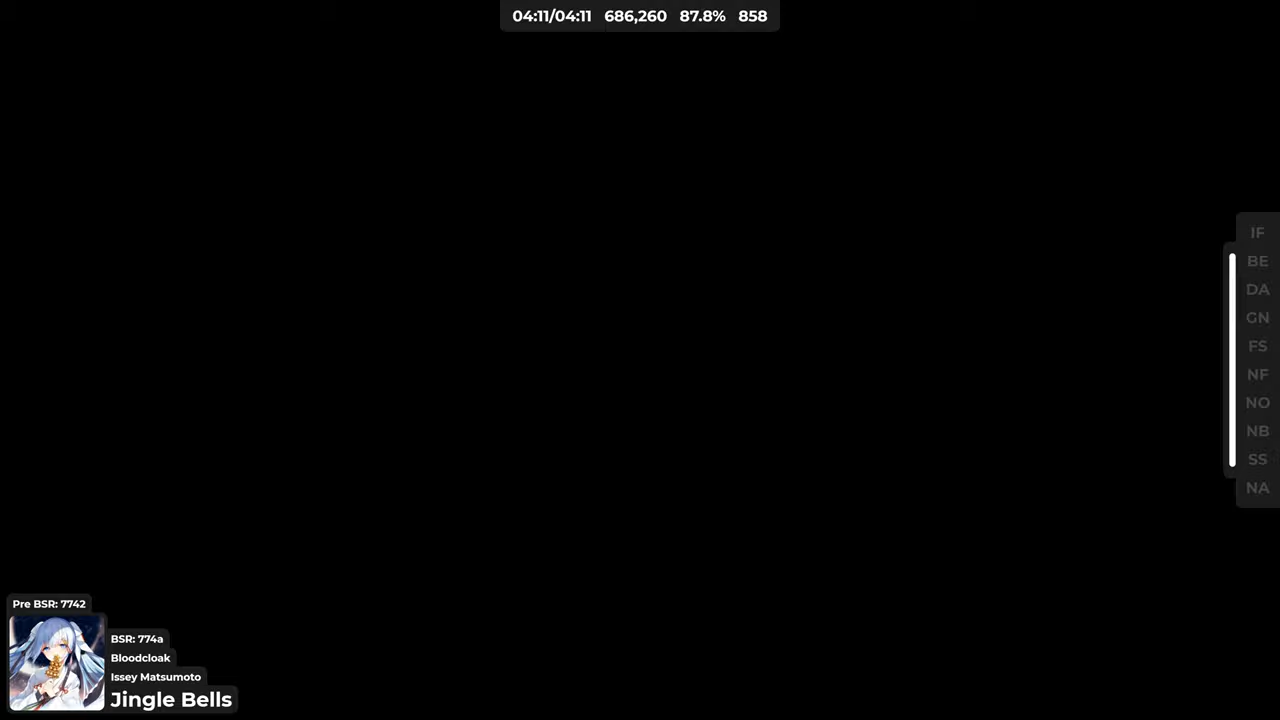 04:11/04:11 686,260 87.8% 858
IF
BE
DA
GN
FS
NF
NO
NB
SS
NA
Pre BSR: 7742
BSR: 774a
Bloodcloak
Issey Matsumoto
Jingle Bells